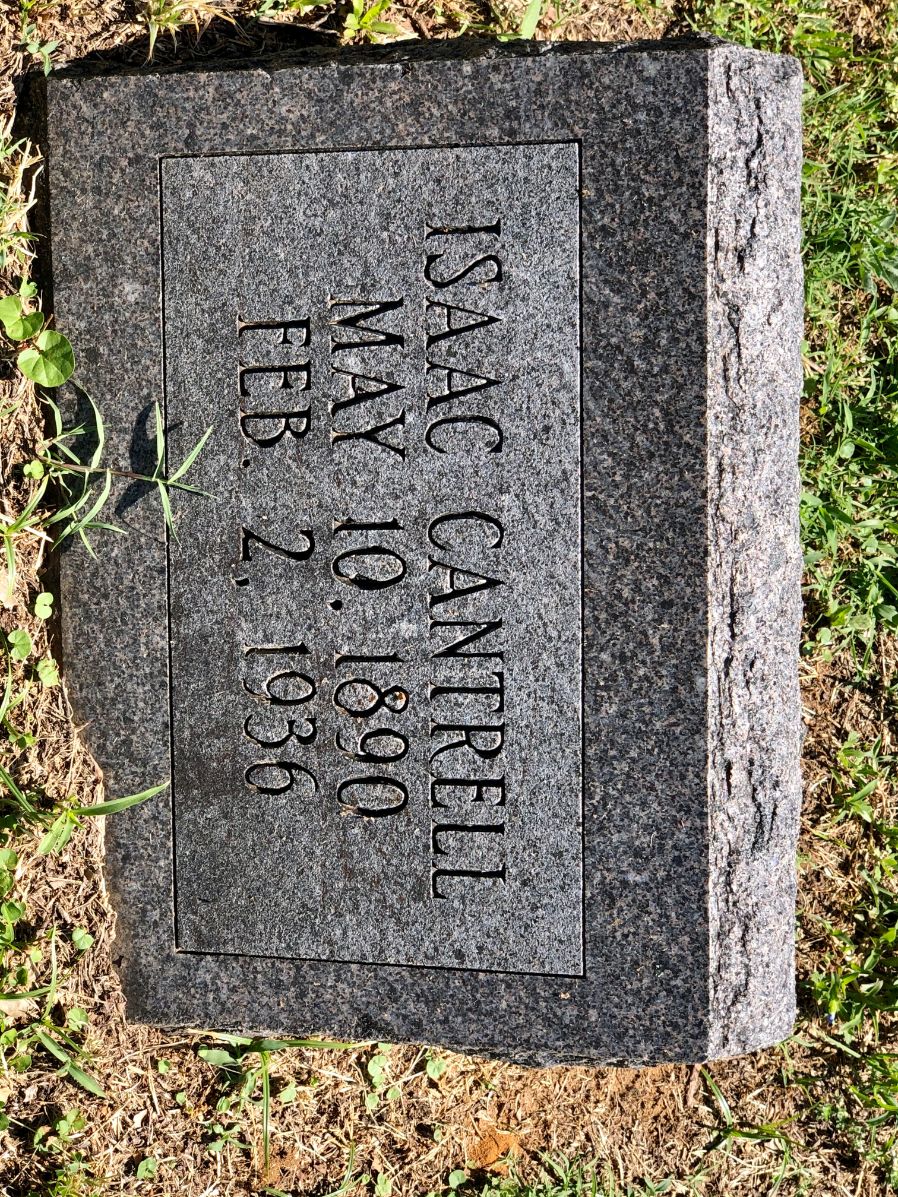 ISAAC CANTRELL
MAY 10, 1890
FEB. 2, 1936